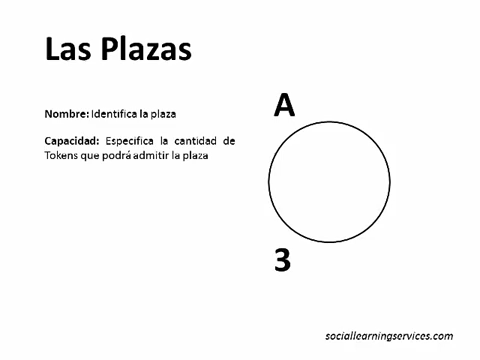 Las Plazas
Nombre: Identifica la plaza
Capacidad: Especifica la cantidad de
Tokens que podrá admitir la plaza
A
3
sociallearningservices.com